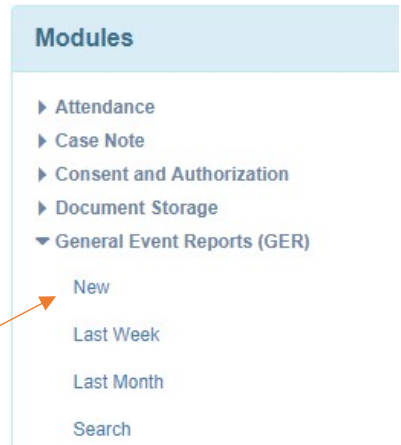 Modules
Attendance
Case Note
Consent and Authorization
Document Storage
General Event Reports (GER)
New
Last Week
Last Month
Search